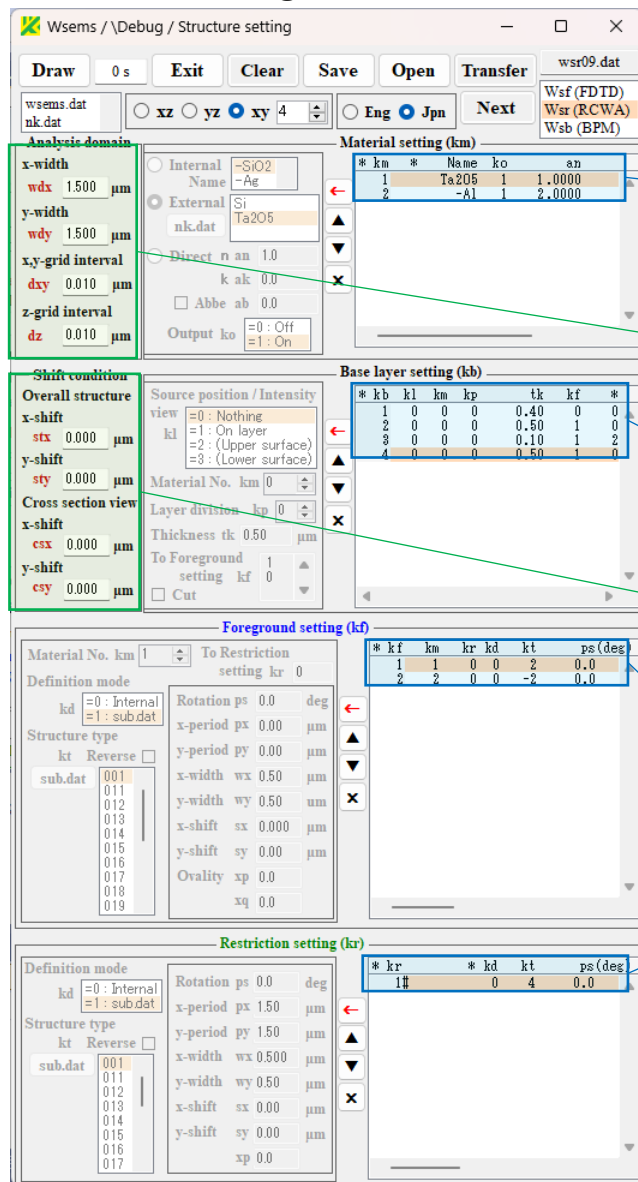 Wsems / \Debug / Structure setting
Draw 0 s Exit Clear Save Open Transfer wsr09.dat
wsems.dat
nk.dat
xz yz xy 4 Eng Jpn Next
Wsf (FDTD)
Wsr (RCWA)
Wsb (BPM)
Analysis domain
x-width
wdx 1.500 μm
y-width
wdy 1.500 μm
x,y-grid interval
dxy 0.010 μm
z-grid interval
dz 0.010 μm
Internal Name
-SiO2
-Ag
External
nk.dat
Si
Ta2O5
Direct n an 1.0
k ak 0.0
Abbe ab 0.0
Output ko
=0 : Off
=1 : On
Material setting (km)
* km * Name ko an
1 Ta2O5 1 1.0000
2 -Al 1 2.0000
Shift condition
Overall structure
x-shift
stx 0.000 μm
y-shift
sty 0.000 μm
Cross section view
x-shift
csx 0.000 μm
y-shift
csy 0.000 μm
Source position / Intensity
view
kl
=0 : Nothing
=1 : On layer
=2 : (Upper surface)
=3 : (Lower surface)
Material No. km 0
Layer division kp 0
Thickness tk 0.50 μm
To Foreground 1
setting kf 0
Cut
Base layer setting (kb)
* kb kl km kp tk kf *
1 0 0 0 0.40 0 0
2 0 0 0 0.50 1 0
3 0 0 0 0.10 1 2
4 0 0 0 0.50 1 0
Foreground setting (kf)
Material No. km 1
To Restriction
setting kr 0
Definition mode
kd
=0 : Internal
=1 : sub.dat
Structure type
kt Reverse
sub.dat
001
011
012
013
014
015
016
017
018
019
Rotation ps 0.0 deg
x-period px 0.00 μm
y-period py 0.00 μm
x-width wx 0.50 μm
y-width wy 0.50 um
x-shift sx 0.000 μm
y-shift sy 0.00 μm
Ovality xp 0.0
xq 0.0
* kf km kr kd kt ps(deg)
1 1 0 0 2 0.0
2 2 0 0 -2 0.0
Restriction setting (kr)
Definition mode
kd
=0 : Internal
=1 : sub.dat
Structure type
kt Reverse
sub.dat
001
011
012
013
014
015
016
017
Rotation ps 0.0 deg
x-period px 1.50 μm
y-period py 1.50 μm
x-width wx 0.500 μm
y-width wy 0.50 μm
x-shift sx 0.00 μm
y-shift sy 0.00 μm
xp 0.0
* kr * kd kt ps(deg)
1# 0 4 0.0